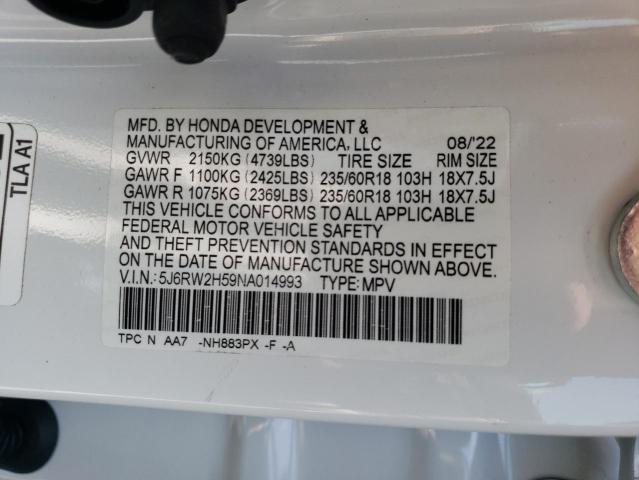 MFD. BY HONDA DEVELOPMENT &
MANUFACTURING OF AMERICA, LLC 08/'22
GVWR 2150KG (4739LBS) TIRE SIZE RIM SIZE
GAWR F 1100KG (2425LBS) 235/60R18 103H 18X7.5J
GAWR R 1075KG (2369LBS) 235/60R18 103H 18X7.5J
THIS VEHICLE CONFORMS TO ALL APPLICABLE
FEDERAL MOTOR VEHICLE SAFETY
AND THEFT PREVENTION STANDARDS IN EFFECT
ON THE DATE OF MANUFACTURE SHOWN ABOVE.
V.I.N.: 5J6RW2H59NA014993 TYPE: MPV
TPC N AA7 -NH883PX -F -A
TLA A1